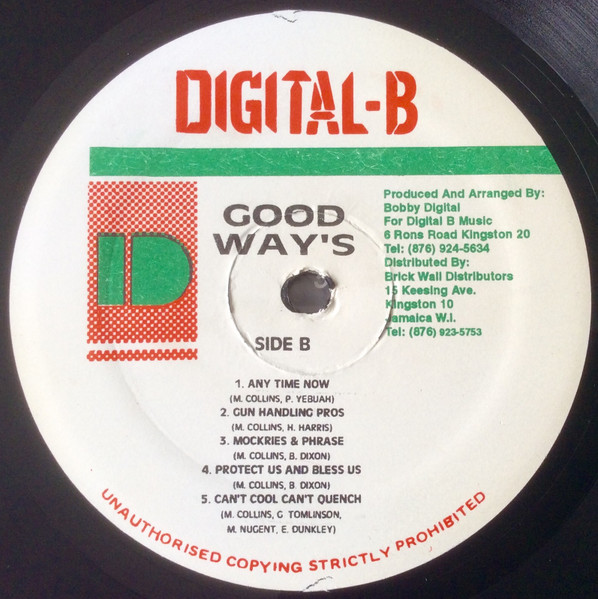 DIGITAL-B
D
GOOD
WAY'S
Produced And Arranged By:
Bobby Digital
For Digital B Music
6 Rons Road Kingston 20
Tel: (876) 924-5634
Distributed By:
Brick Wall Distributors
15 Keesing Ave.
Kingston 10
Jamaica W.I.
Tel: (876) 923-5753
SIDE B
1. ANY TIME NOW
(M. COLLINS, P. YEBUAH)
2. GUN HANDLING PROS
(M. COLLINS, H. HARRIS)
3. MOCKRIES & PHRASE
(M. COLLINS, B. DIXON)
4. PROTECT US AND BLESS US
(M. COLLINS, B. DIXON)
5. CAN'T COOL CAN'T QUENCH
(M. COLLINS, G TOMLINSON,
M. NUGENT, E. DUNKLEY)
UNAUTHORISED COPYING STRICTLY PROHIBITED